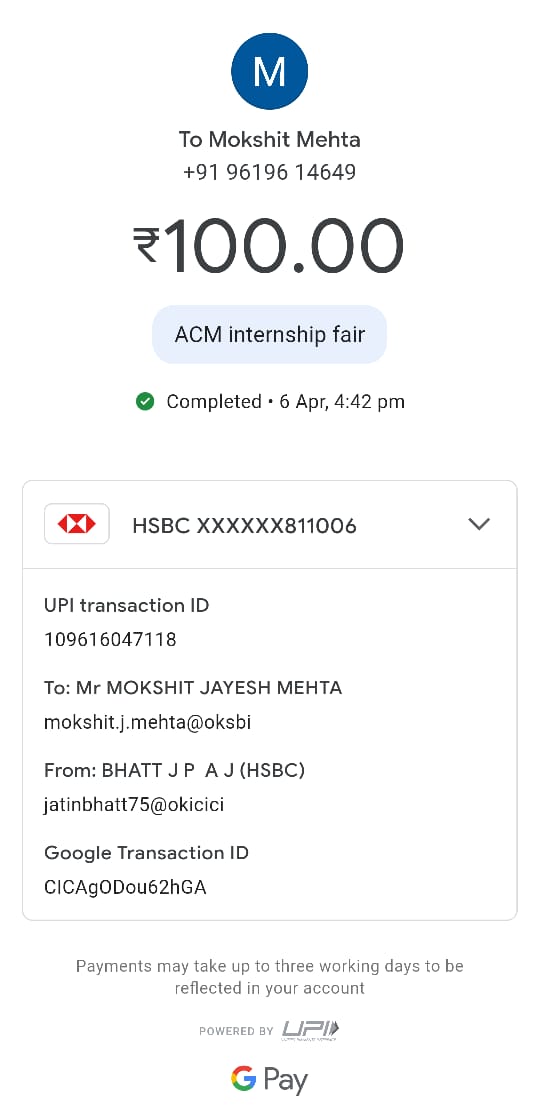 M
To Mokshit Mehta
+91 96196 14649
₹100.00
ACM internship fair
Completed • 6 Apr, 4:42 pm
HSBC XXXXXX811006
UPI transaction ID
109616047118
To: Mr MOKSHIT JAYESH MEHTA
mokshit.j.mehta@oksbi
From: BHATT J P  A J (HSBC)
jatinbhatt75@okicici
Google Transaction ID
CICAgODou62hGA
Payments may take up to three working days to be
reflected in your account
POWERED BY UPI
G Pay